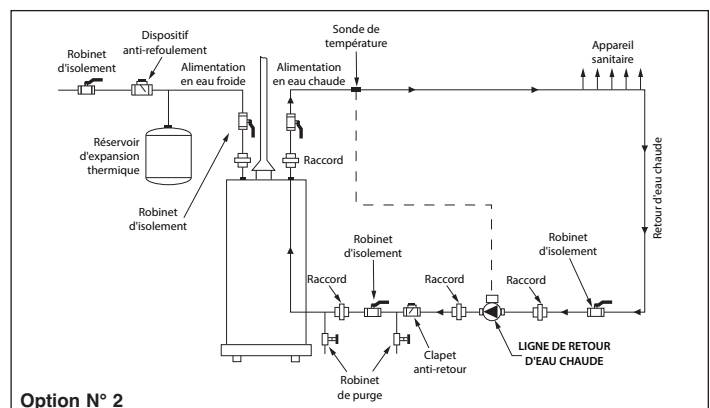 Dispositif
anti-refoulement
Robinet
d'isolement
Alimentation
en eau froide
Alimentation
en eau chaude
Sonde de
température
Appareil
sanitaire
Réservoir
d'expansion
thermique
Raccord
Robinet
d'isolement
Retour d'eau chaude
Robinet
d'isolement
Robinet
d'isolement
Raccord
Raccord
Raccord
Clapet
anti-retour
LIGNE DE RETOUR
D'EAU CHAUDE
Robinet
de purge
Option N° 2